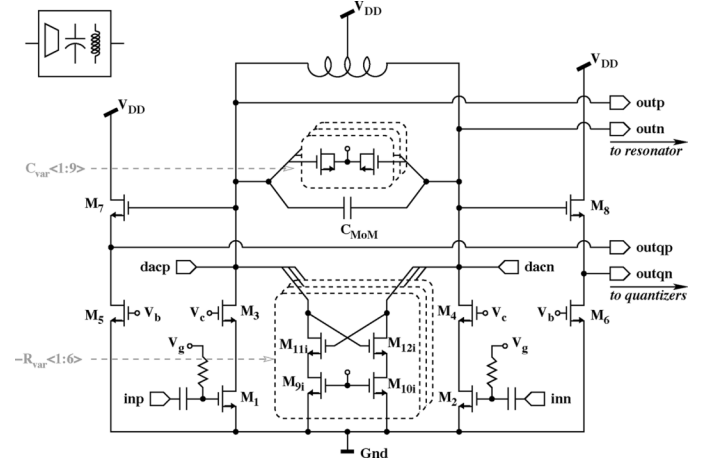 V_DD
V_DD
V_DD
outp
outn
to resonator
C_var<1:9>
M_7
M_8
C_MoM
outqp
dacp
dacn
outqn
to quantizers
M_5
V_b
V_c
M_3
M_4
V_c
V_b
M_6
M_11i
M_12i
V_g
V_g
-R_var<1:6>
M_9i
M_10i
inp
M_1
M_2
inn
Gnd